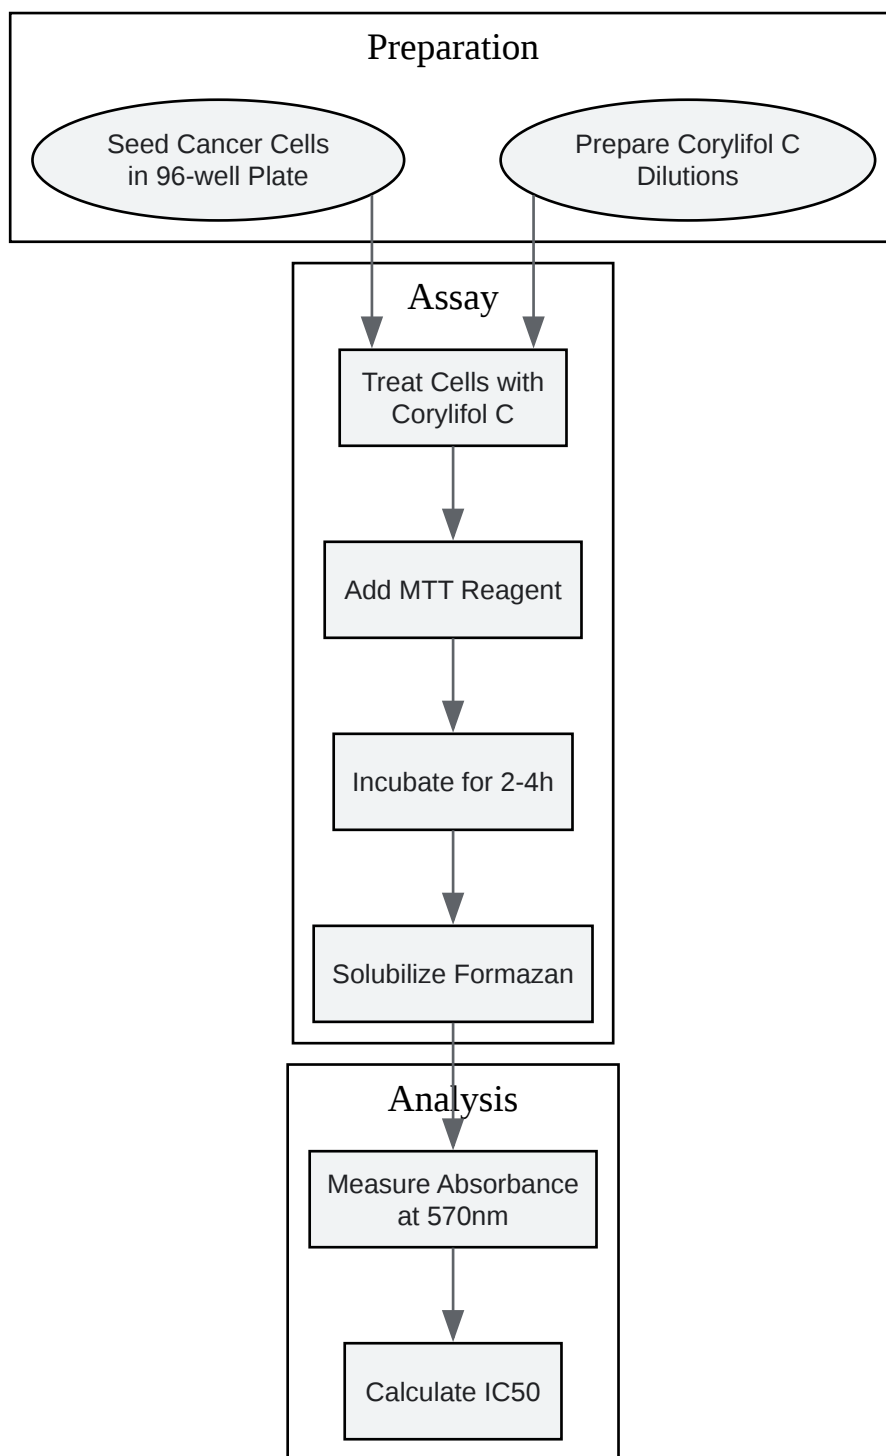 Preparation
Seed Cancer Cells
in 96-well Plate
Prepare Corylifol C
Dilutions
Assay
Treat Cells with
Corylifol C
Add MTT Reagent
Incubate for 2-4h
Solubilize Formazan
Analysis
Measure Absorbance
at 570nm
Calculate IC50